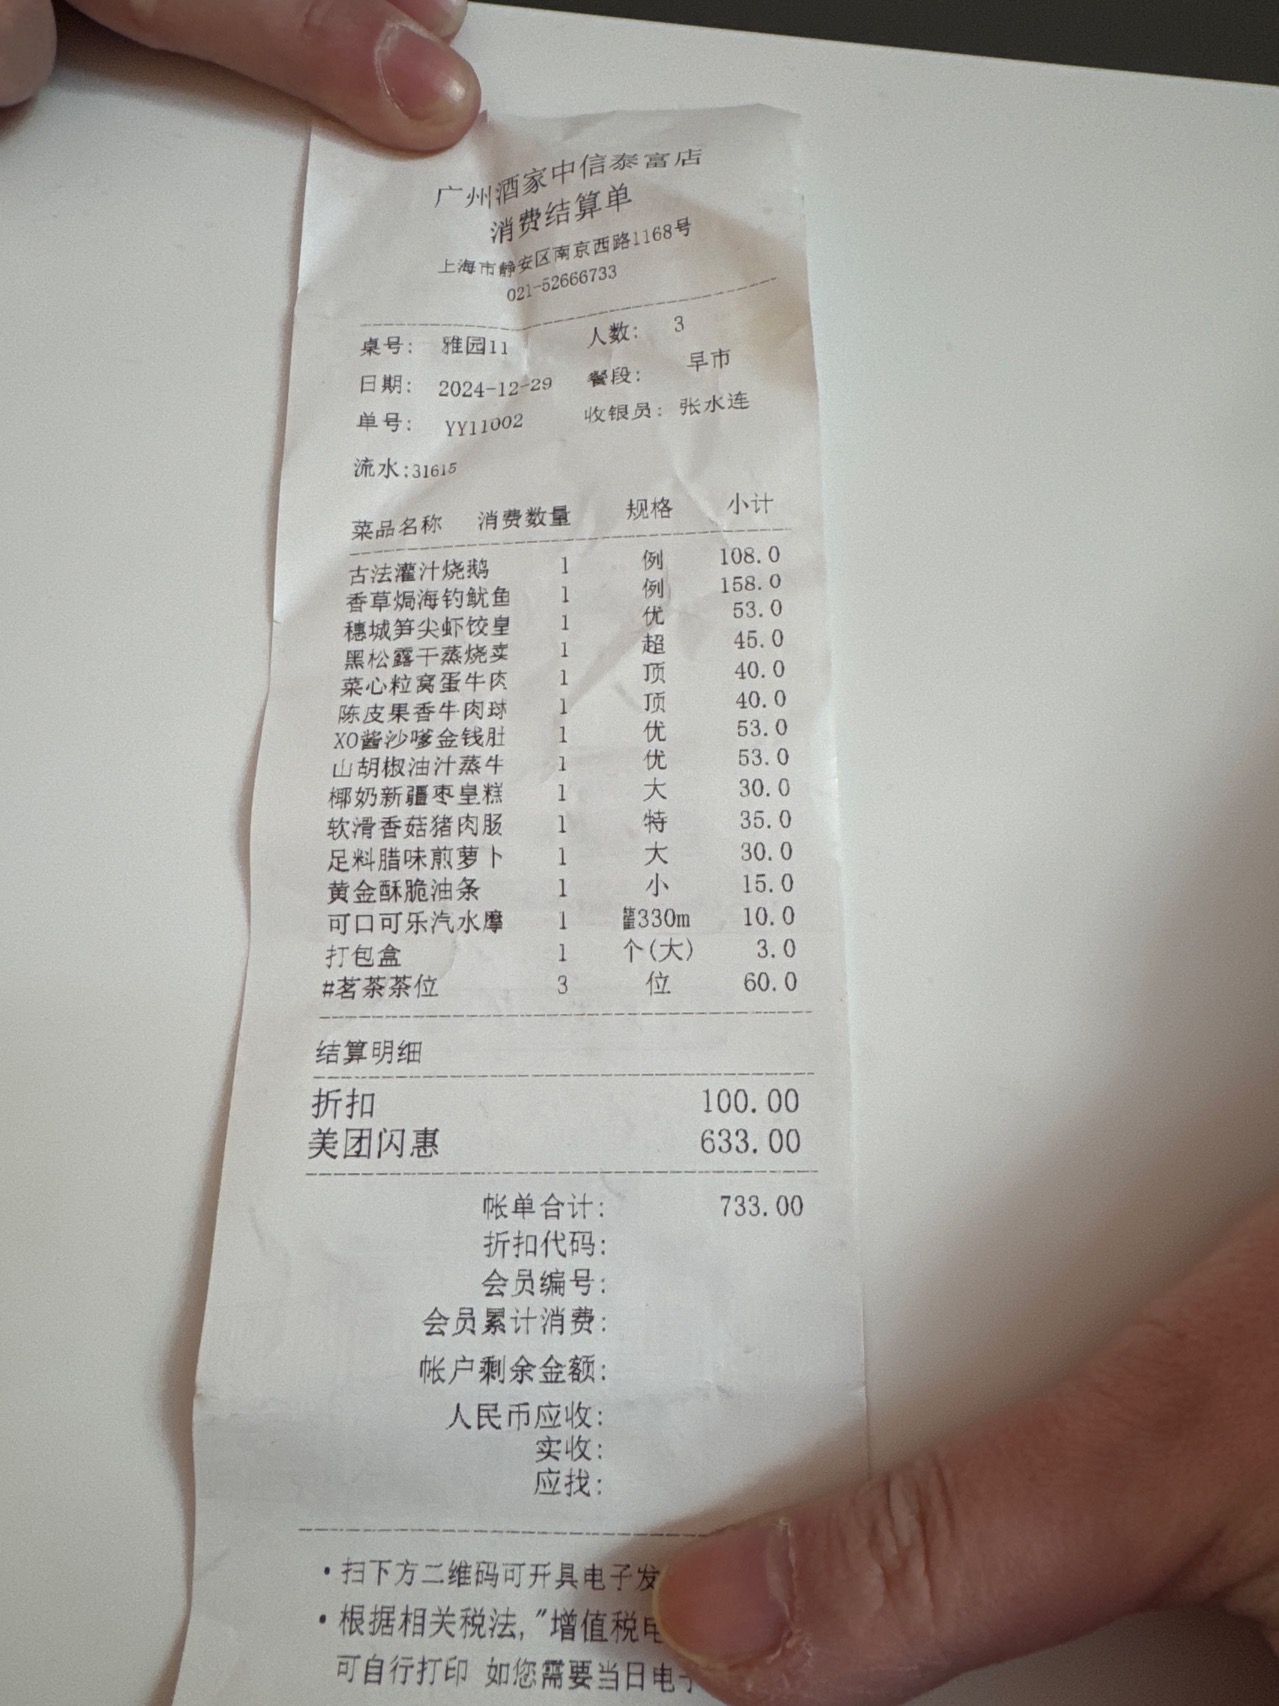 广州酒家中信泰富店
消费结算单
上海市静安区南京西路1168号
021-52666733
桌号: 雅园11 人数: 3
日期: 2024-12-29 餐段: 早市
单号: YY11002 收银员: 张水连
流水:31615
菜品名称 消费数量 规格 小计
古法灌汁烧鹅 1 例 108.0
香草焗海钓鱿鱼 1 例 158.0
穗城笋尖虾饺皇 1 优 53.0
黑松露干蒸烧卖 1 超 45.0
菜心粒窝蛋牛肉 1 顶 40.0
陈皮果香牛肉球 1 顶 40.0
XO酱沙嗲金钱肚 1 优 53.0
山胡椒油汁蒸牛 1 优 53.0
椰奶新疆枣皇糕 1 大 30.0
软滑香菇猪肉肠 1 特 35.0
足料腊味煎萝卜 1 大 30.0
黄金酥脆油条 1 小 15.0
可口可乐汽水摩 1 330m 10.0
打包盒 1 个(大) 3.0
#茗茶茶位 3 位 60.0
结算明细
折扣 100.00
美团闪惠 633.00
帐单合计: 733.00
折扣代码:
会员编号:
会员累计消费:
帐户剩余金额:
人民币应收:
实收:
应找:
·扫下方二维码可开具电子发
·根据相关税法,"增值税电
可自行打印 如您需要当日电子